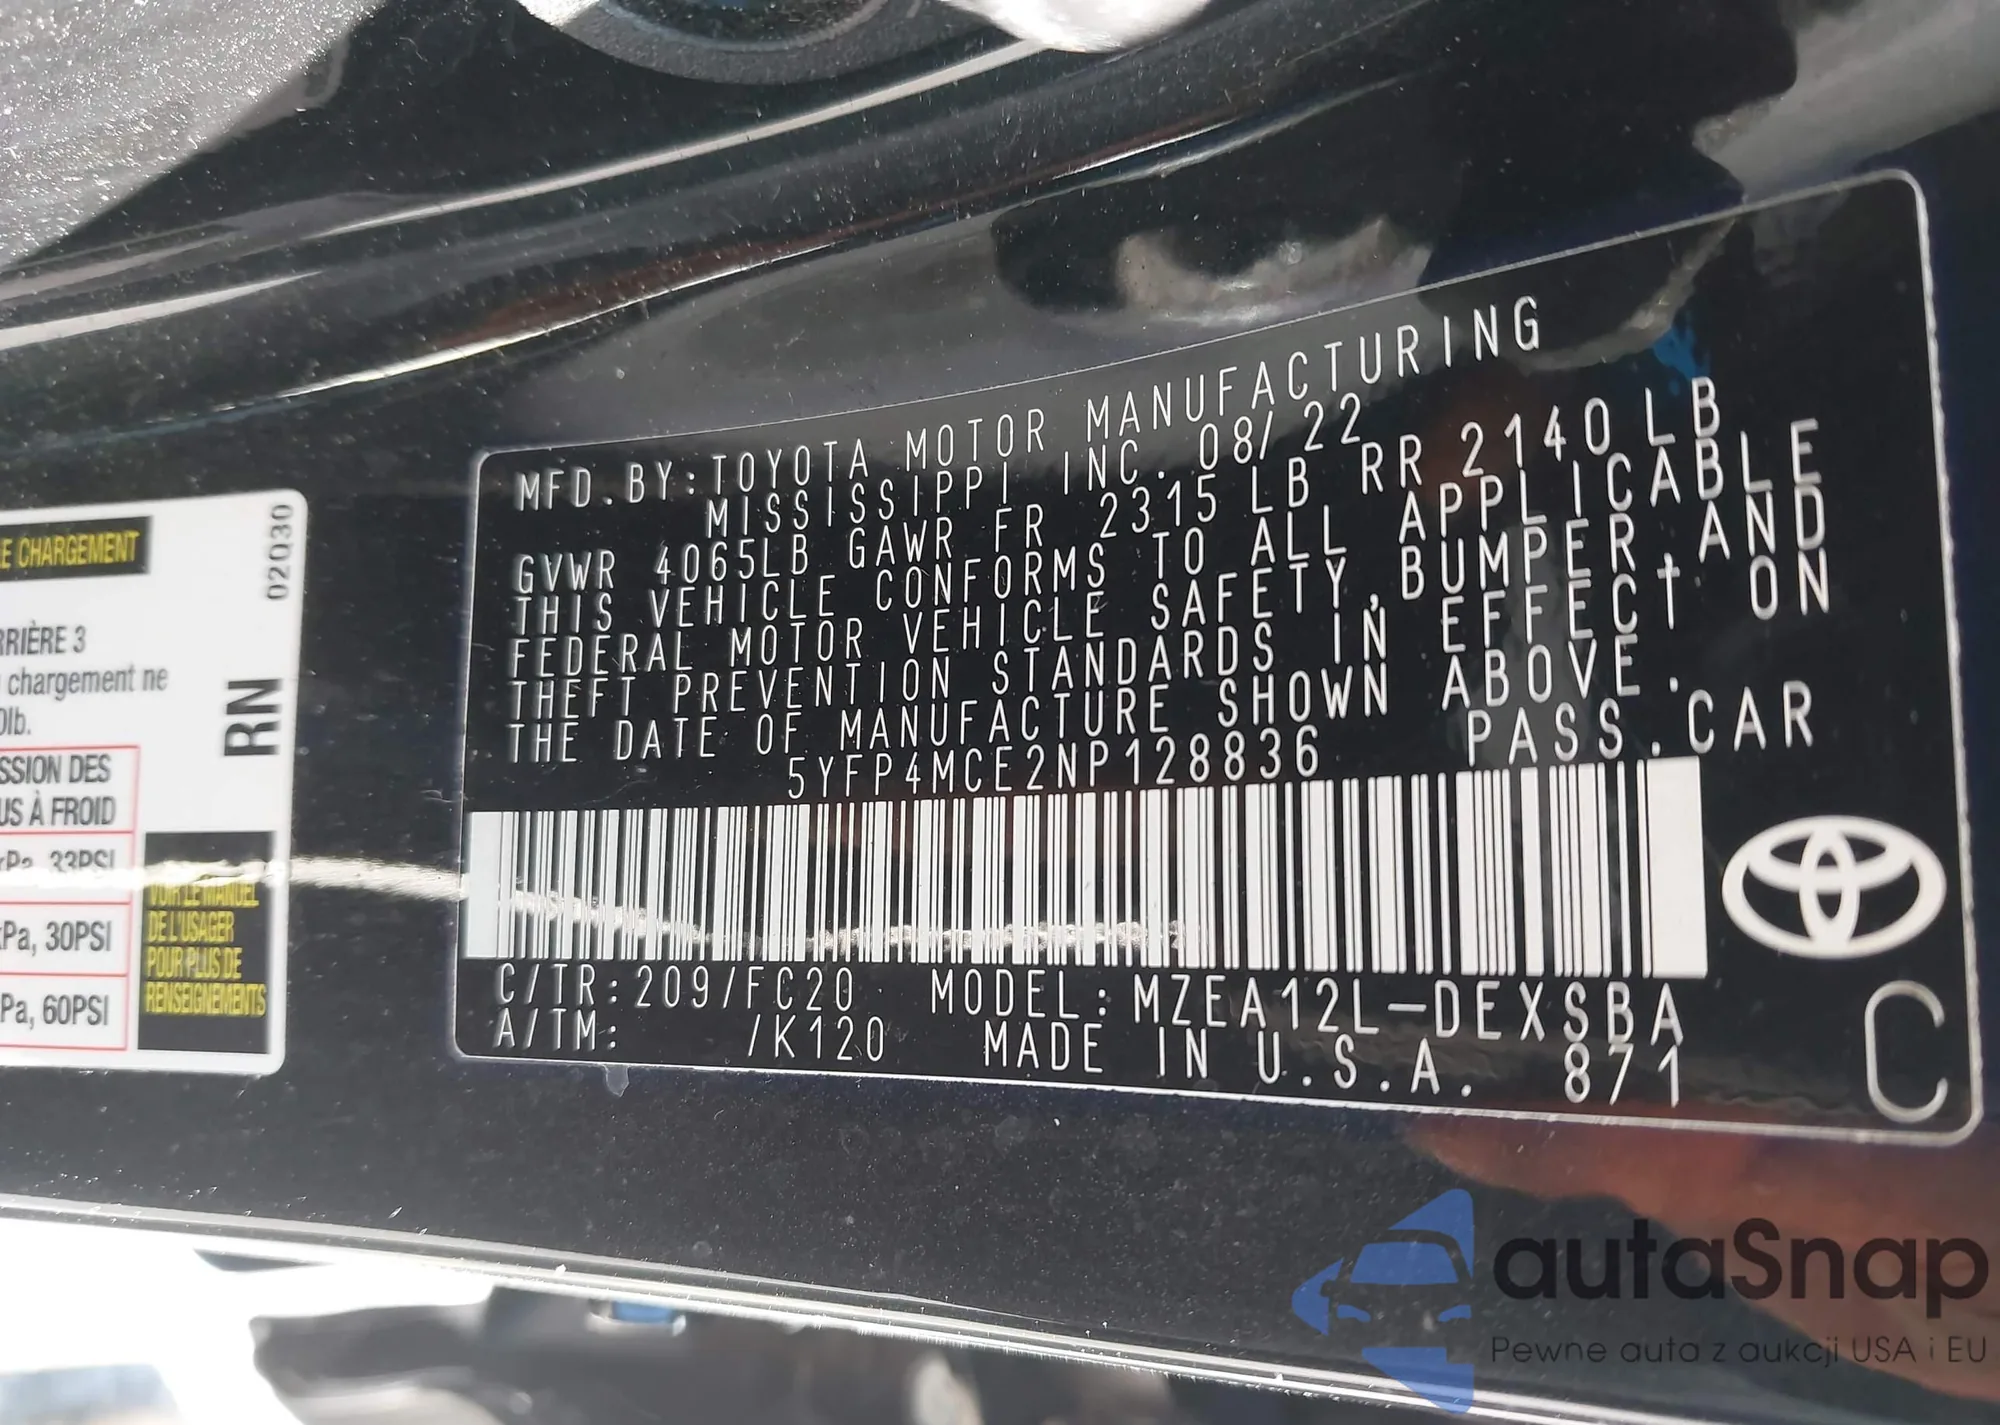 E CHARGEMENT
02Q30
RRIÈRE 3
chargement ne
0lb.
RN
SSION DES
US À FROID
kPa, 33PSI
kPa, 30PSI
Pa, 60PSI
VOIR LE MANUEL
DE L'USAGER
POUR PLUS DE
RENSEIGNEMENTS
MFD.BY:TOYOTA MOTOR MANUFACTURING
MISSISSIPPI INC. 08/22
GVWR 4065LB GAWR FR 2315 LB RR 2140 LB
THIS VEHICLE CONFORMS TO ALL APPLICABLE
FEDERAL MOTOR VEHICLE SAFETY,BUMPER,AND
THEFT PREVENTION STANDARDS IN EFFECT ON
THE DATE OF MANUFACTURE SHOWN ABOVE.
5YFP4MCE2NP128836 PASS.CAR
C/TR:209/FC20 MODEL:MZEA12L-DEXSBA
A/TM: /K120 MADE IN U.S.A. 871
C
autaSnap
Pewne auta z aukcji USA i EU